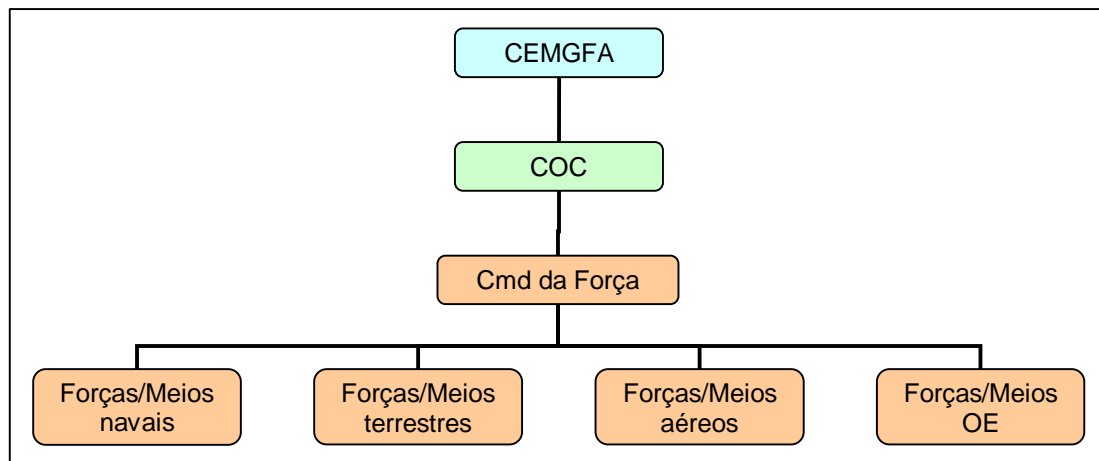 CEMGFA
COC
Cmd da Força
Forças/Meios
navais
Forças/Meios
terrestres
Forças/Meios
aéreos
Forças/Meios
OE